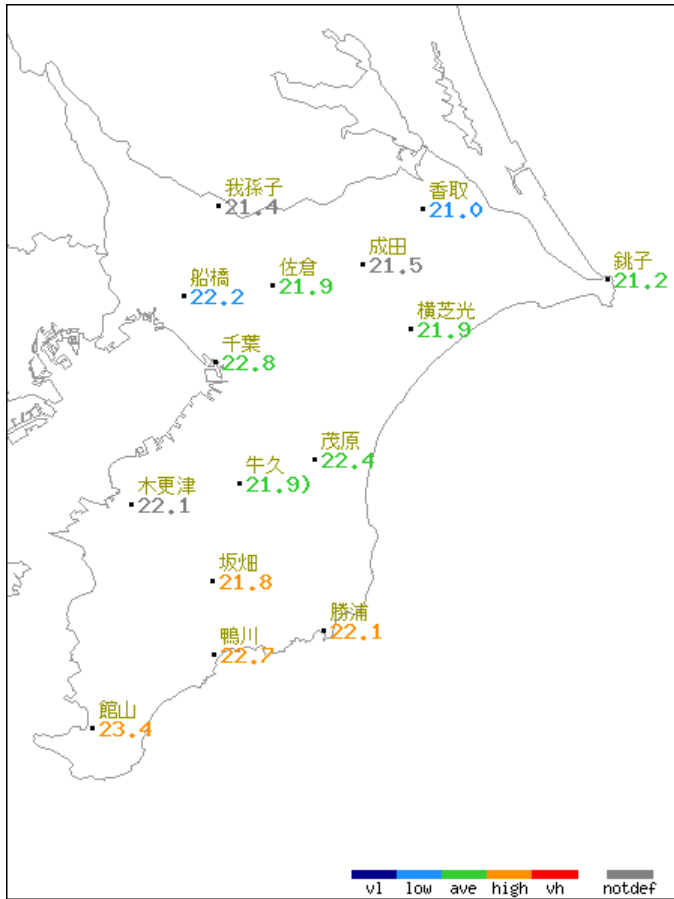 我孫子
21.4
香取
21.0
成田
21.5
銚子
21.2
船橋
22.2
佐倉
21.9
横芝光
21.9
千葉
22.8
茂原
22.4
牛久
21.9)
木更津
22.1
坂畑
21.8
勝浦
22.1
鴨川
22.7
館山
23.4
vl low ave high vh notdef